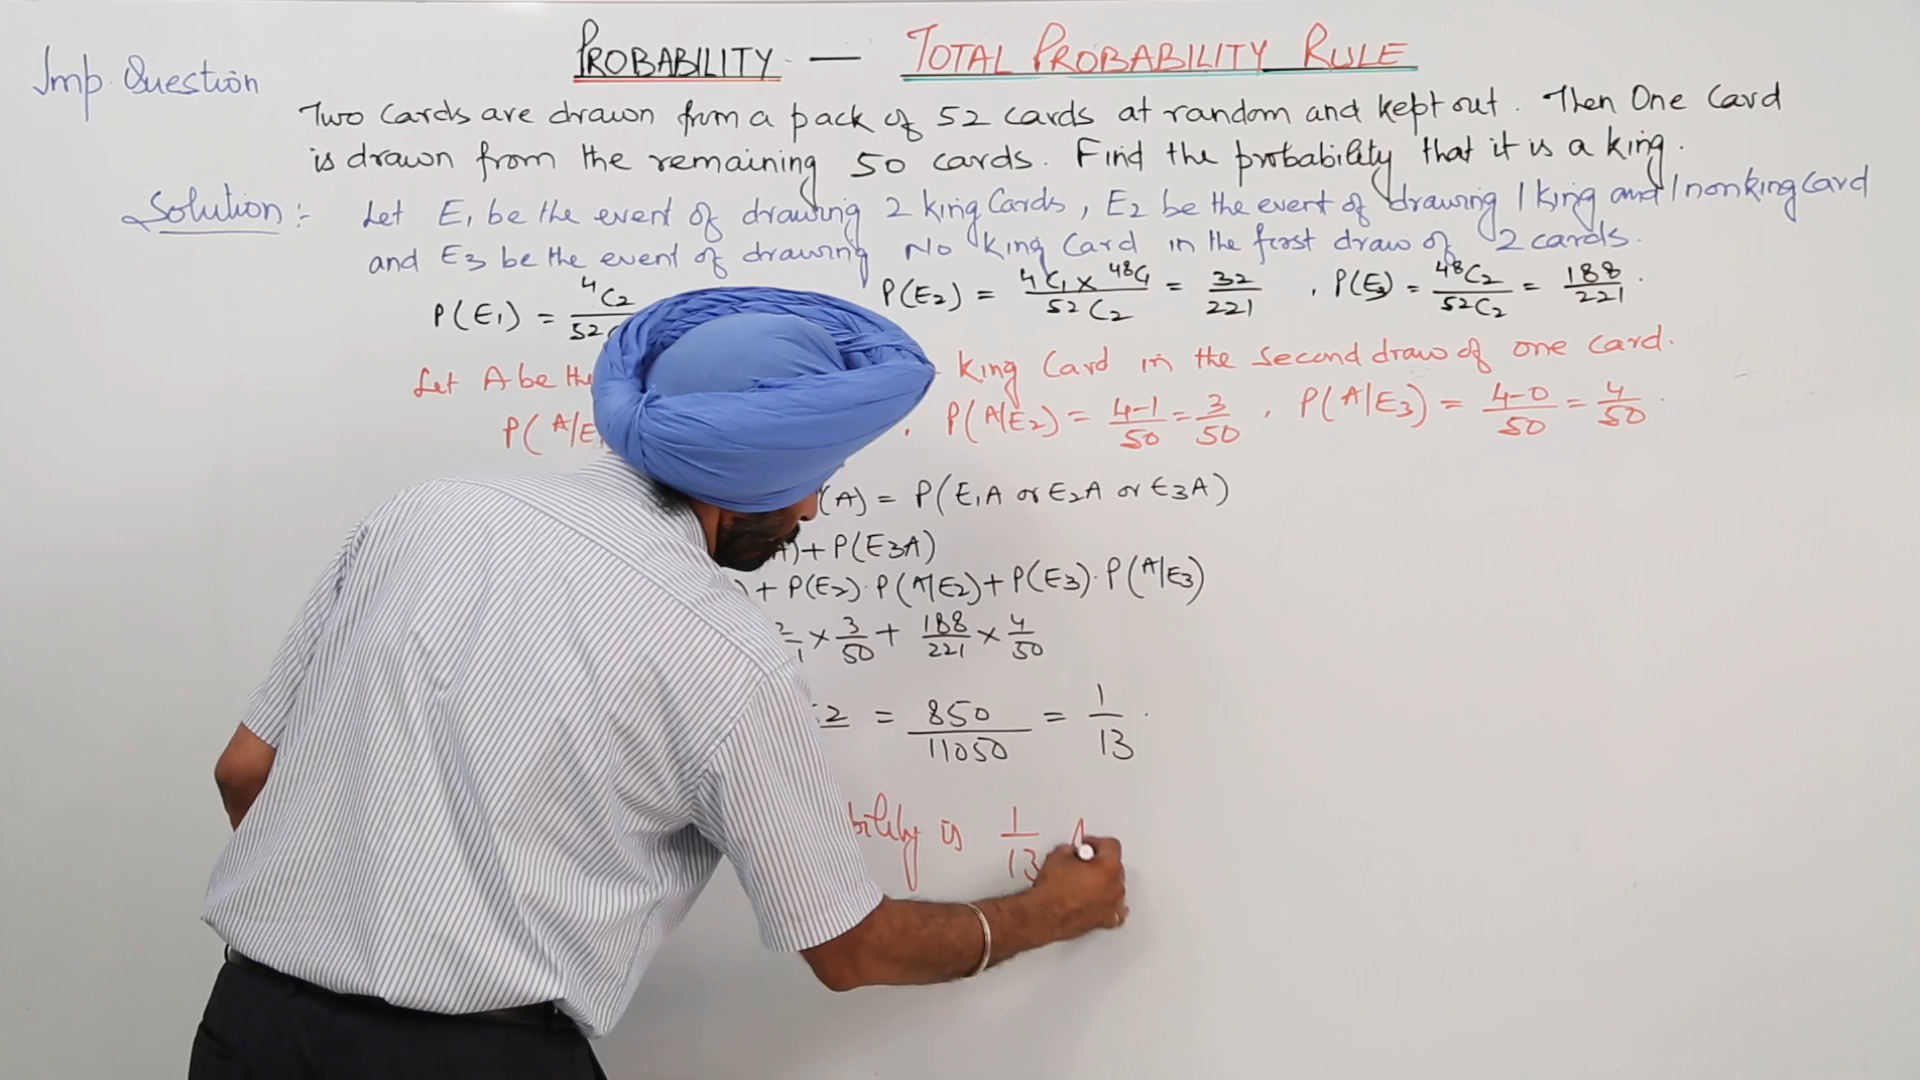 PROBABILITY — TOTAL PROBABILITY RULE
Imp. Question
Two cards are drawn from a pack of 52 cards at random and kept out. Then One Card
is drawn from the remaining 50 cards. Find the probability that it is a king.
Solution:- Let E1 be the event of drawing 2 king Cards, E2 be the event of drawing 1 king and 1 nonking Card
and E3 be the event of drawing No king Card in the first draw of 2 cards.
P(E1) = 4C2 / 52C P(E2) = 4C1 x 48C1 / 52C2 = 32/221 , P(E3) = 48C2 / 52C2 = 188/221 .
Let A be the king Card in the second draw of one card.
P(A/E , P(A/E2) = 4-1/50 = 3/50 , P(A|E3) = 4-0/50 = 4/50 .
(A) = P(E1A or E2A or E3A)
A) + P(E3A)
) + P(E2) . P(A/E2) + P(E3) . P(A/E3)
x 3/50 + 188/221 x 4/50
52 = 850/11050 = 1/13 .
bility is 1/13 A